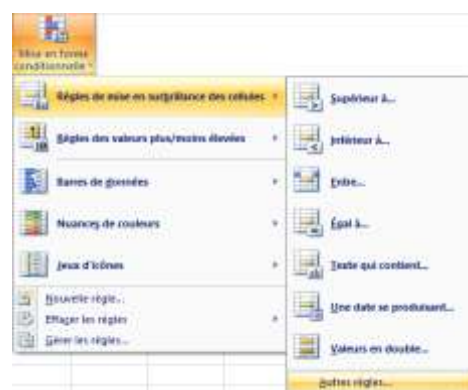 Mise en forme
conditionnelle
Règles de mise en surbrillance des cellules
Règles des valeurs plus/moins élevées
Barres de données
Nuances de couleurs
Jeux d'icônes
Nouvelle règle...
Effacer les règles
Gérer les règles...
Supérieur à...
Inférieur à...
Entre...
Égal à...
Texte qui contient...
Une date se produisant...
Valeurs en double...
Autres règles...